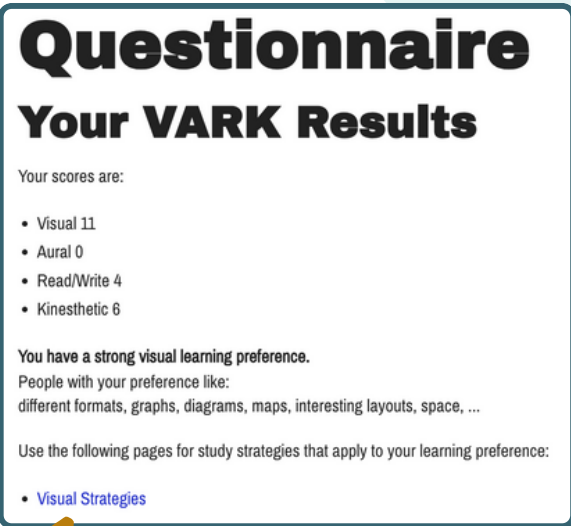 Questionnaire
Your VARK Results
Your scores are:
• Visual 11
• Aural 0
• Read/Write 4
• Kinesthetic 6
You have a strong visual learning preference.
People with your preference like:
different formats, graphs, diagrams, maps, interesting layouts, space, ...
Use the following pages for study strategies that apply to your learning preference:
• Visual Strategies